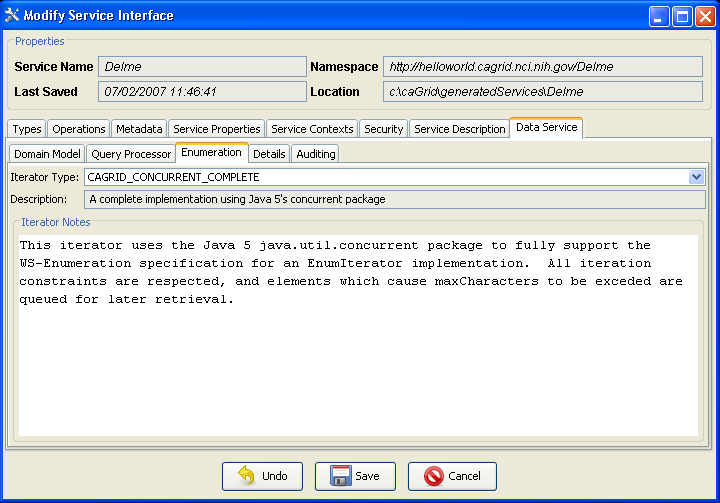 Modify Service Interface
Properties
Service Name DeIme Namespace http://helloworld.cagrid.nci.nih.gov/DeIme
Last Saved 07/02/2007 11:46:41 Location c:\caGrid\generatedServices\DeIme
Types Operations Metadata Service Properties Service Contexts Security Service Description Data Service
Domain Model Query Processor Enumeration Details Auditing
Iterator Type: CAGRID_CONCURRENT_COMPLETE
Description: A complete implementation using Java 5's concurrent package
Iterator Notes
This iterator uses the Java 5 java.util.concurrent package to fully support the
WS-Enumeration specification for an EnumIterator implementation.  All iteration
constraints are respected, and elements which cause maxCharacters to be exceded are
queued for later retrieval.
Undo Save Cancel